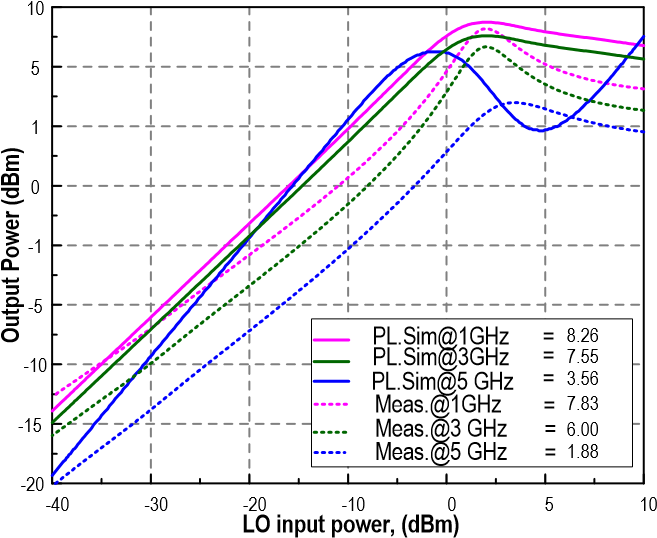 10
5
1
0
-1
-5
-10
-15
-20
Output Power (dBm)
PL.Sim@1GHz = 8.26
PL.Sim@3GHz = 7.55
PL.Sim@5 GHz = 3.56
Meas.@1GHz = 7.83
Meas.@3 GHz = 6.00
Meas.@5 GHz = 1.88
-40 -30 -20 -10 0 5 10
LO input power, (dBm)